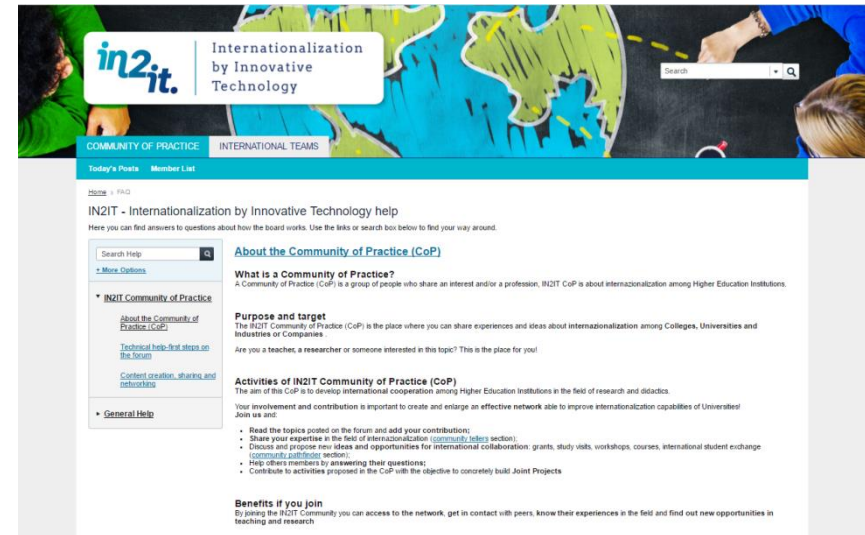 in2it.
Internationalization
by Innovative
Technology
Search
COMMUNITY OF PRACTICE
INTERNATIONAL TEAMS
Today's Posts Member List
Home FAQ
IN2IT - Internationalization by Innovative Technology help
Here you can find answers to questions about how the board works. Use the links or search box below to find your way around.
Search Help
+ More Options
IN2IT Community of Practice
About the Community of
Practice (CoP)
Technical help-first steps on
the forum
Content creation, sharing and
networking
General Help
About the Community of Practice (CoP)
What is a Community of Practice?
A Community of Practice (CoP) is a group of people who share an interest and/or a profession, IN2IT CoP is about internazionalization among Higher Education Institutions.
Purpose and target
The IN2IT Community of Practice (CoP) is the place where you can share experiences and ideas about internazionalization among Colleges, Universities and
Industries or Companies .
Are you a teacher, a researcher or someone interested in this topic? This is the place for you!
Activities of IN2IT Community of Practice (CoP)
The aim of this CoP is to develop international cooperation among Higher Education Institutions in the field of research and didactics.
Your involvement and contribution is important to create and enlarge an effective network able to improve internationalization capabilities of Universities!
Join us and:
• Read the topics posted on the forum and add your contribution;
• Share your expertise in the field of internazionalization (community tellers section);
• Discuss and propose new ideas and opportunities for international collaboration: grants, study visits, workshops, courses, international student exchange
(community pathfinder section);
• Help others members by answering their questions;
• Contribute to activities proposed in the CoP with the objective to concretely build Joint Projects
Benefits if you join
By joining the IN2IT Community you can access to the network, get in contact with peers, know their experiences in the field and find out new opportunities in
teaching and research